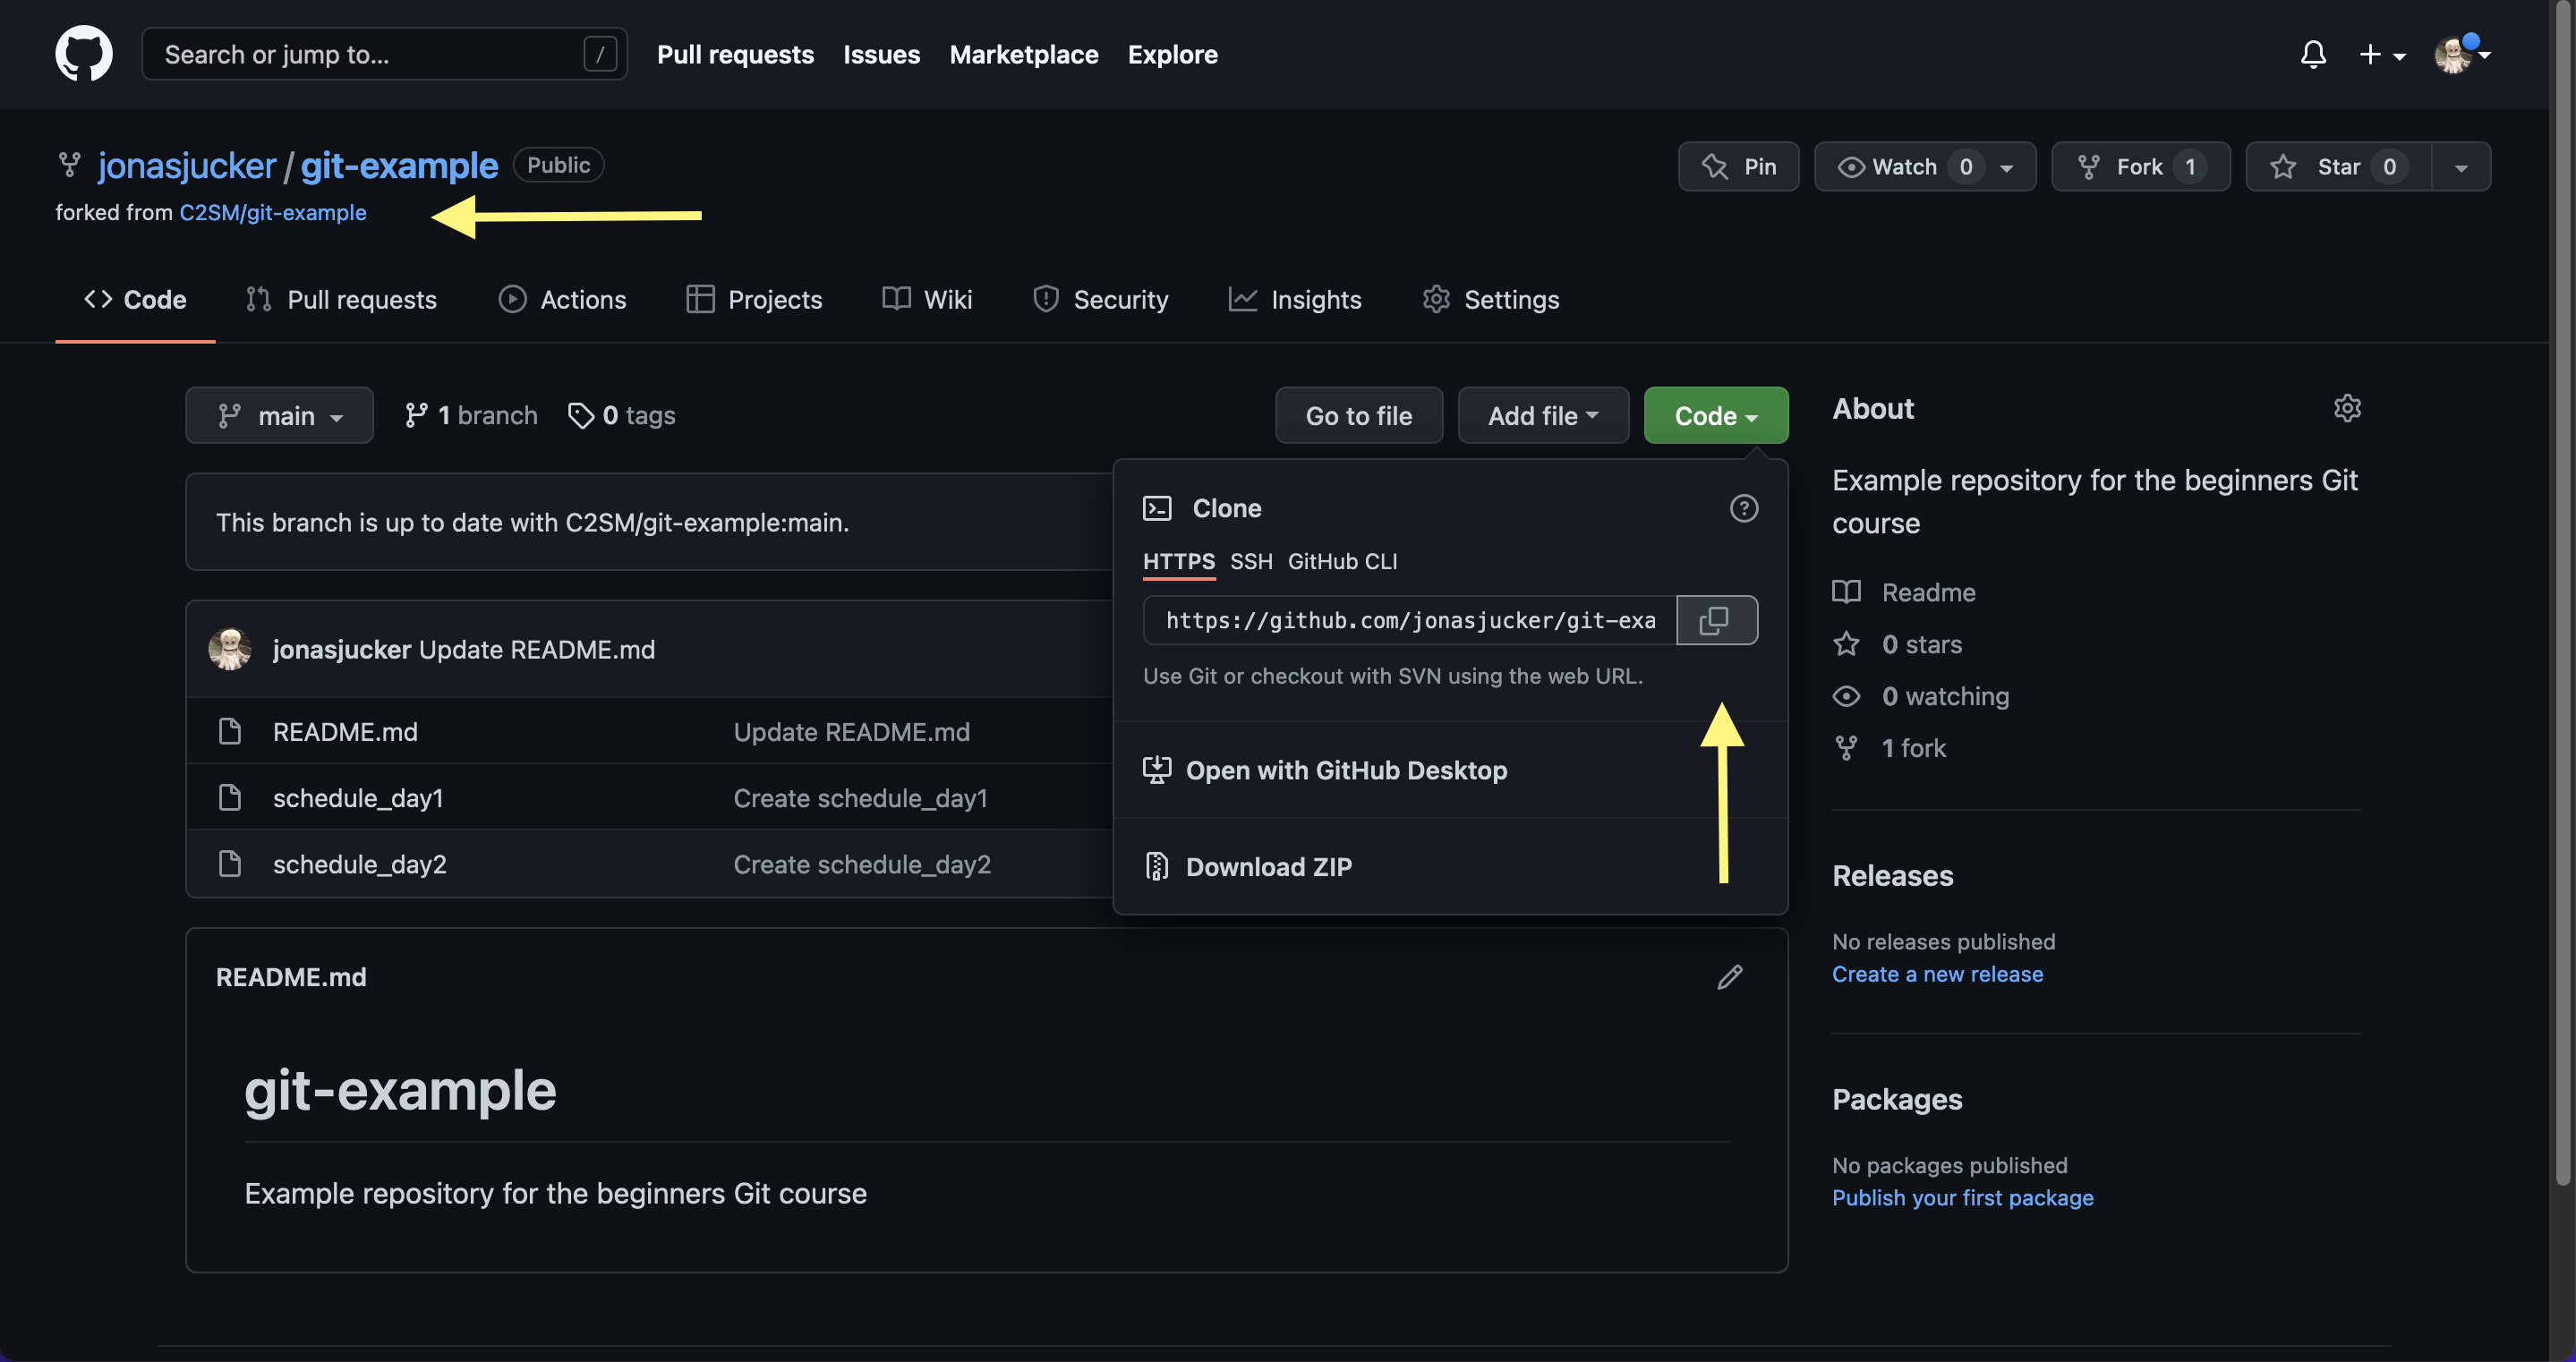 Search or jump to... / Pull requests Issues Marketplace Explore
jonasjucker / git-example Public Pin Watch 0 Fork 1 Star 0
forked from C2SM/git-example
Code Pull requests Actions Projects Wiki Security Insights Settings
main 1 branch 0 tags Go to file Add file Code
This branch is up to date with C2SM/git-example:main.
jonasjucker Update README.md
README.md Update README.md
schedule_day1 Create schedule_day1
schedule_day2 Create schedule_day2
Clone
HTTPS SSH GitHub CLI
https://github.com/jonasjucker/git-exa
Use Git or checkout with SVN using the web URL.
Open with GitHub Desktop
Download ZIP
README.md
git-example
Example repository for the beginners Git course
About
Example repository for the beginners Git
course
Readme
0 stars
0 watching
1 fork
Releases
No releases published
Create a new release
Packages
No packages published
Publish your first package